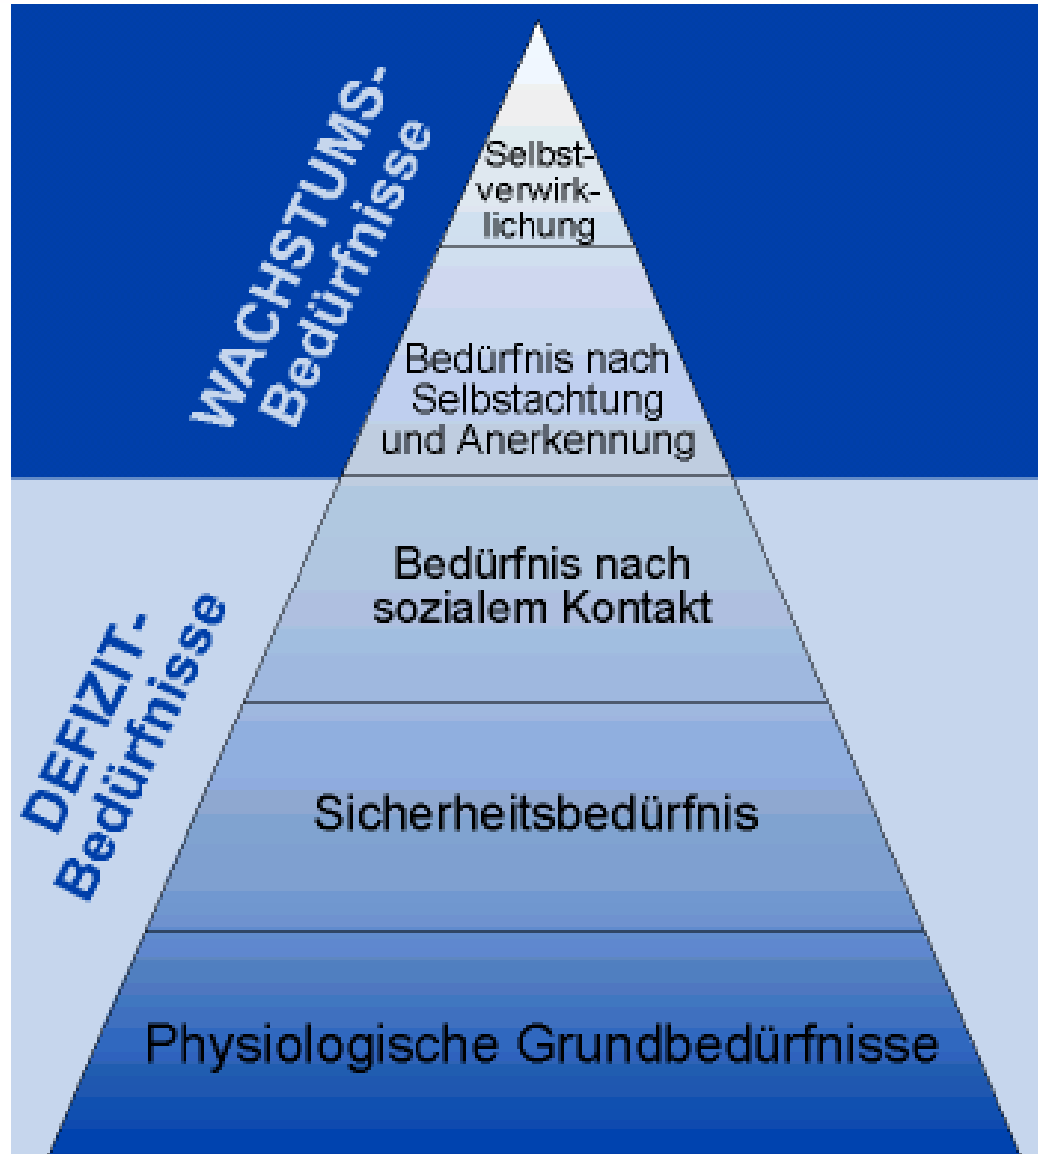 WACHSTUMS-
Bedürfnisse
Selbst-
verwirk-
lichung
Bedürfnis nach
Selbstachtung
und Anerkennung
DEFIZIT-
Bedürfnisse
Bedürfnis nach
sozialem Kontakt
Sicherheitsbedürfnis
Physiologische Grundbedürfnisse